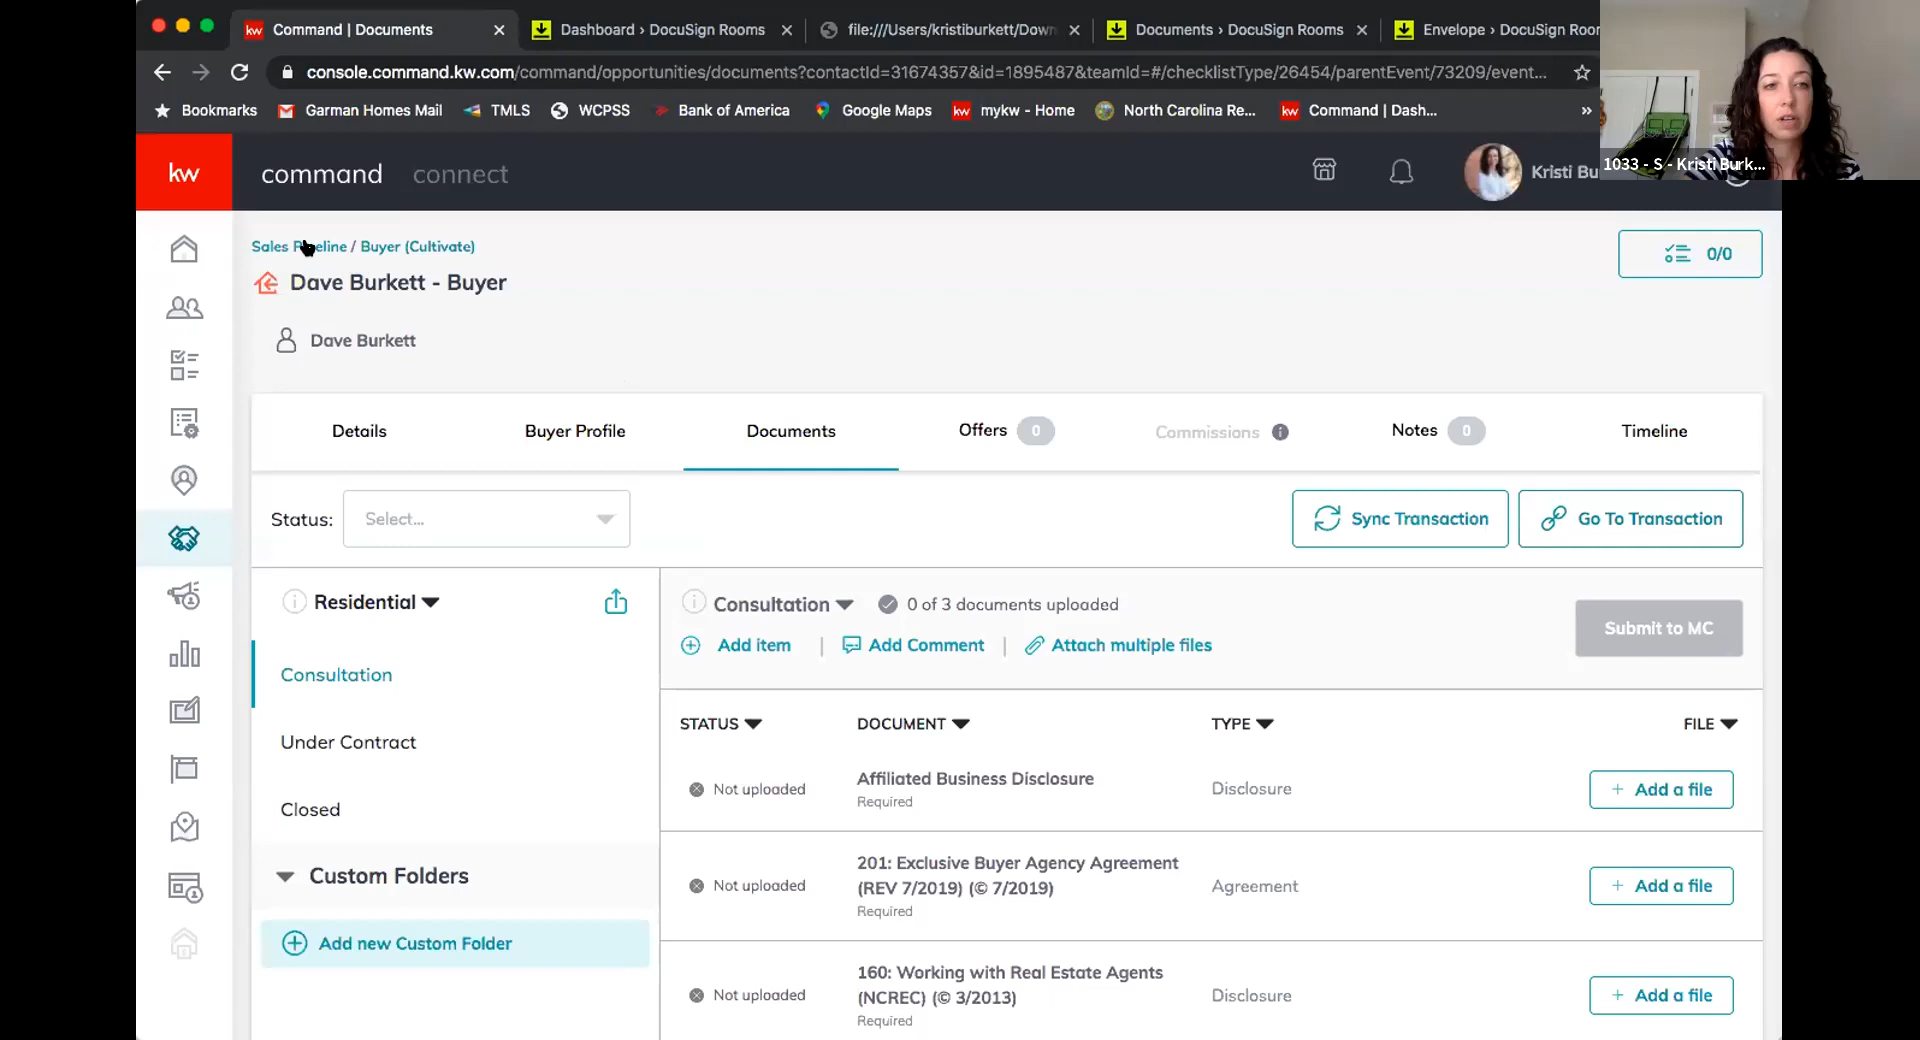 kw Command | Documents
Dashboard › DocuSign Rooms
file:///Users/kristiburkett/Down
Documents › DocuSign Rooms
Envelope › DocuSign Roor
console.command.kw.com/command/opportunities/documents?contactId=31674357&id=1895487&teamId=#/checklistType/26454/parentEvent/73209/event...
Bookmarks
Garman Homes Mail
TMLS
WCPSS
Bank of America
Google Maps
kw mykw - Home
North Carolina Re...
kw Command | Dash...
»
1033 - S - Kristi Burk...
kw
command
connect
Kristi Bu
Sales Pipeline / Buyer (Cultivate)
0/0
Dave Burkett - Buyer
Dave Burkett
Details
Buyer Profile
Documents
Offers 0
Commissions
Notes 0
Timeline
Status:
Select...
Sync Transaction
Go To Transaction
Residential
Consultation
0 of 3 documents uploaded
Submit to MC
Add item | Add Comment | Attach multiple files
Consultation
Under Contract
Closed
Custom Folders
Add new Custom Folder
STATUS
DOCUMENT
TYPE
FILE
Not uploaded
Affiliated Business Disclosure
Required
Disclosure
+ Add a file
Not uploaded
201: Exclusive Buyer Agency Agreement
(REV 7/2019) (© 7/2019)
Required
Agreement
+ Add a file
Not uploaded
160: Working with Real Estate Agents
(NCREC) (© 3/2013)
Required
Disclosure
+ Add a file